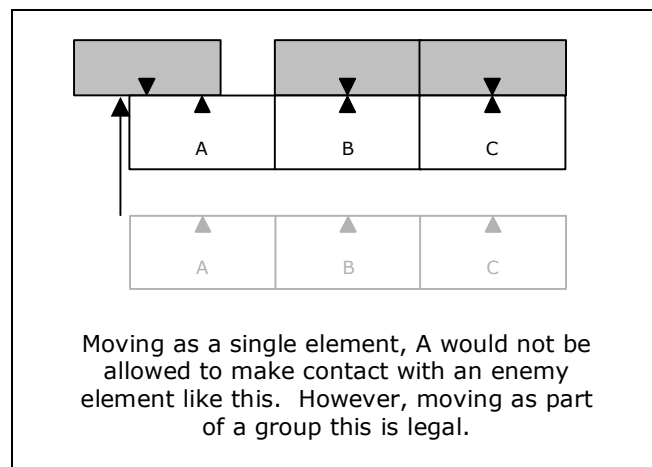 A B C
A B C
Moving as a single element, A would not be
allowed to make contact with an enemy
element like this.  However, moving as part
of a group this is legal.